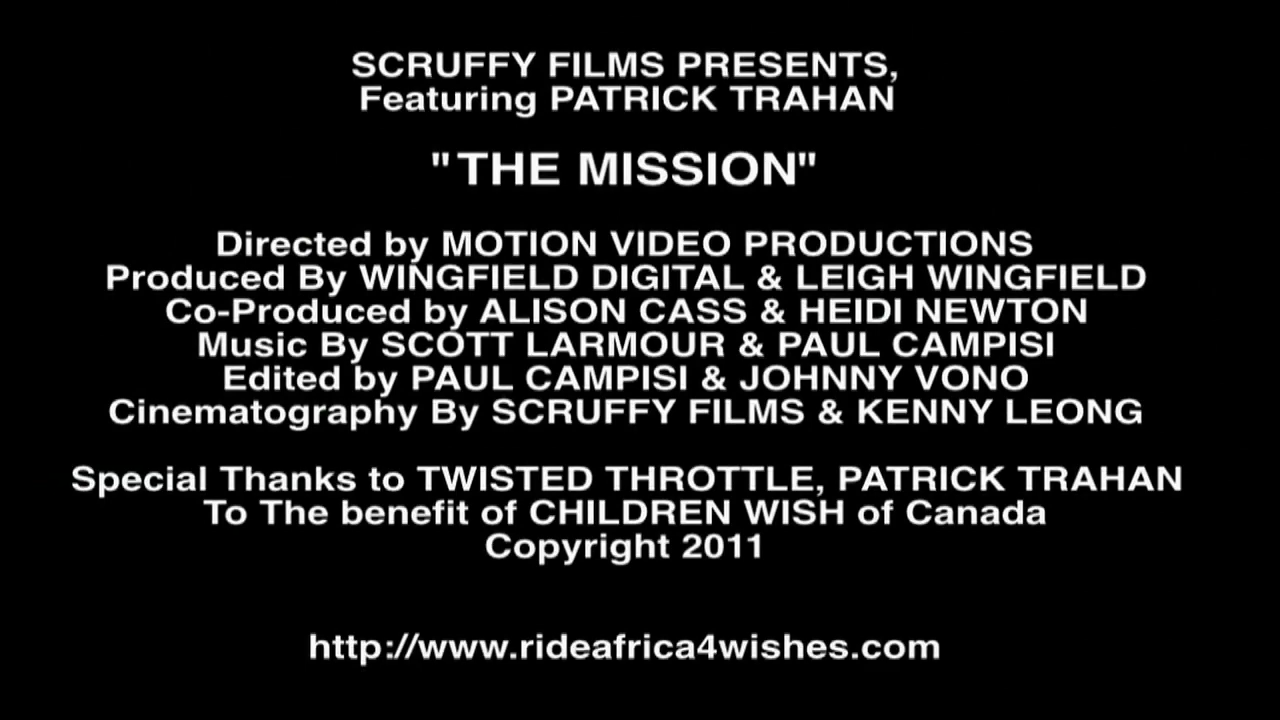 SCRUFFY FILMS PRESENTS,
Featuring PATRICK TRAHAN
"THE MISSION"
Directed by MOTION VIDEO PRODUCTIONS
Produced By WINGFIELD DIGITAL & LEIGH WINGFIELD
Co-Produced by ALISON CASS & HEIDI NEWTON
Music By SCOTT LARMOUR & PAUL CAMPISI
Edited by PAUL CAMPISI & JOHNNY VONO
Cinematography By SCRUFFY FILMS & KENNY LEONG
Special Thanks to TWISTED THROTTLE, PATRICK TRAHAN
To The benefit of CHILDREN WISH of Canada
Copyright 2011
http://www.rideafrica4wishes.com